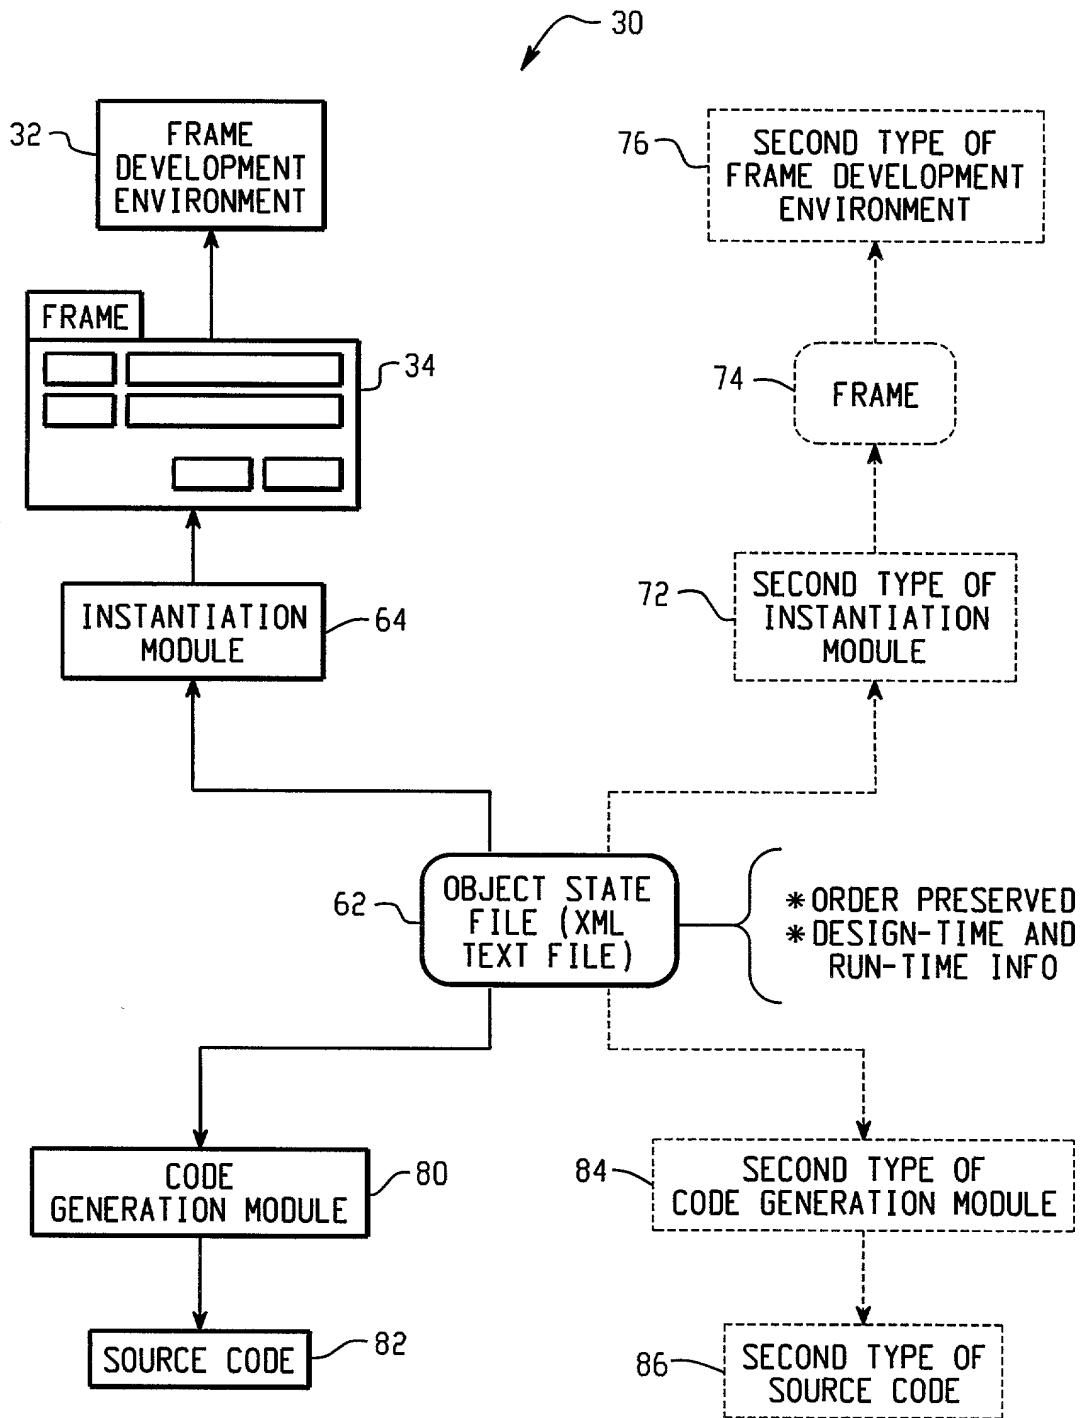 30
32
FRAME
DEVELOPMENT
ENVIRONMENT
76
SECOND TYPE OF
FRAME DEVELOPMENT
ENVIRONMENT
FRAME
34
74
FRAME
INSTANTIATION
MODULE
64
72
SECOND TYPE OF
INSTANTIATION
MODULE
62
OBJECT STATE
FILE (XML
TEXT FILE)
*ORDER PRESERVED
*DESIGN-TIME AND
RUN-TIME INFO
CODE
GENERATION MODULE
80
84
SECOND TYPE OF
CODE GENERATION MODULE
SOURCE CODE
82
86
SECOND TYPE OF
SOURCE CODE